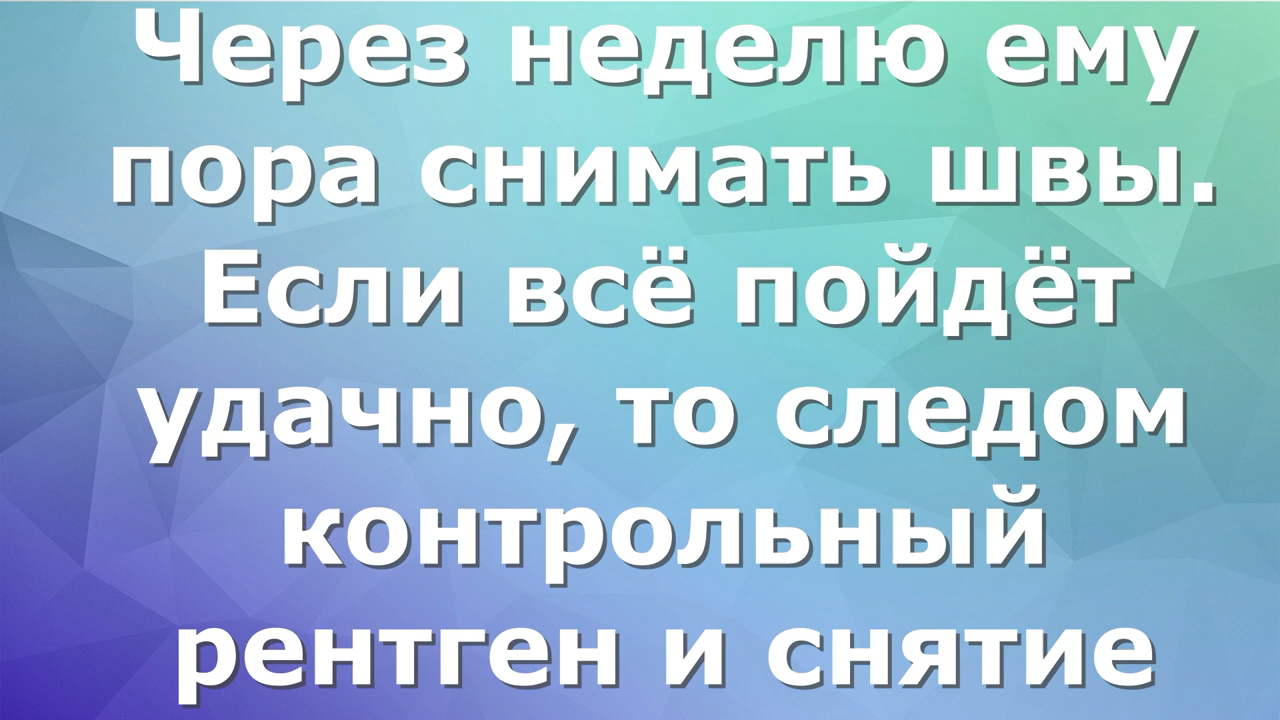 Через неделю ему
пора снимать швы.
Если всё пойдёт
удачно, то следом
контрольный
рентген и снятие